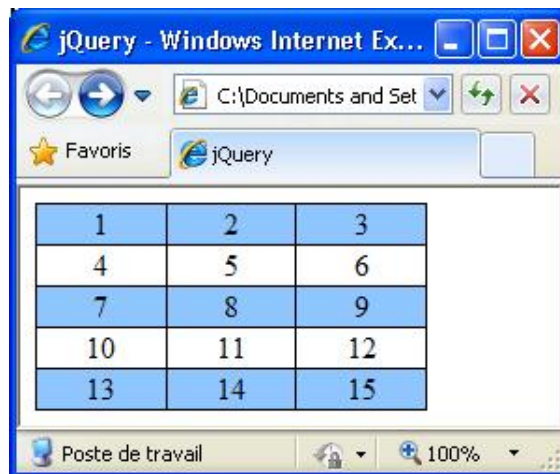 jQuery - Windows Internet Ex...
C:\Documents and Set
Favoris
jQuery
1 2 3
4 5 6
7 8 9
10 11 12
13 14 15
Poste de travail 100%